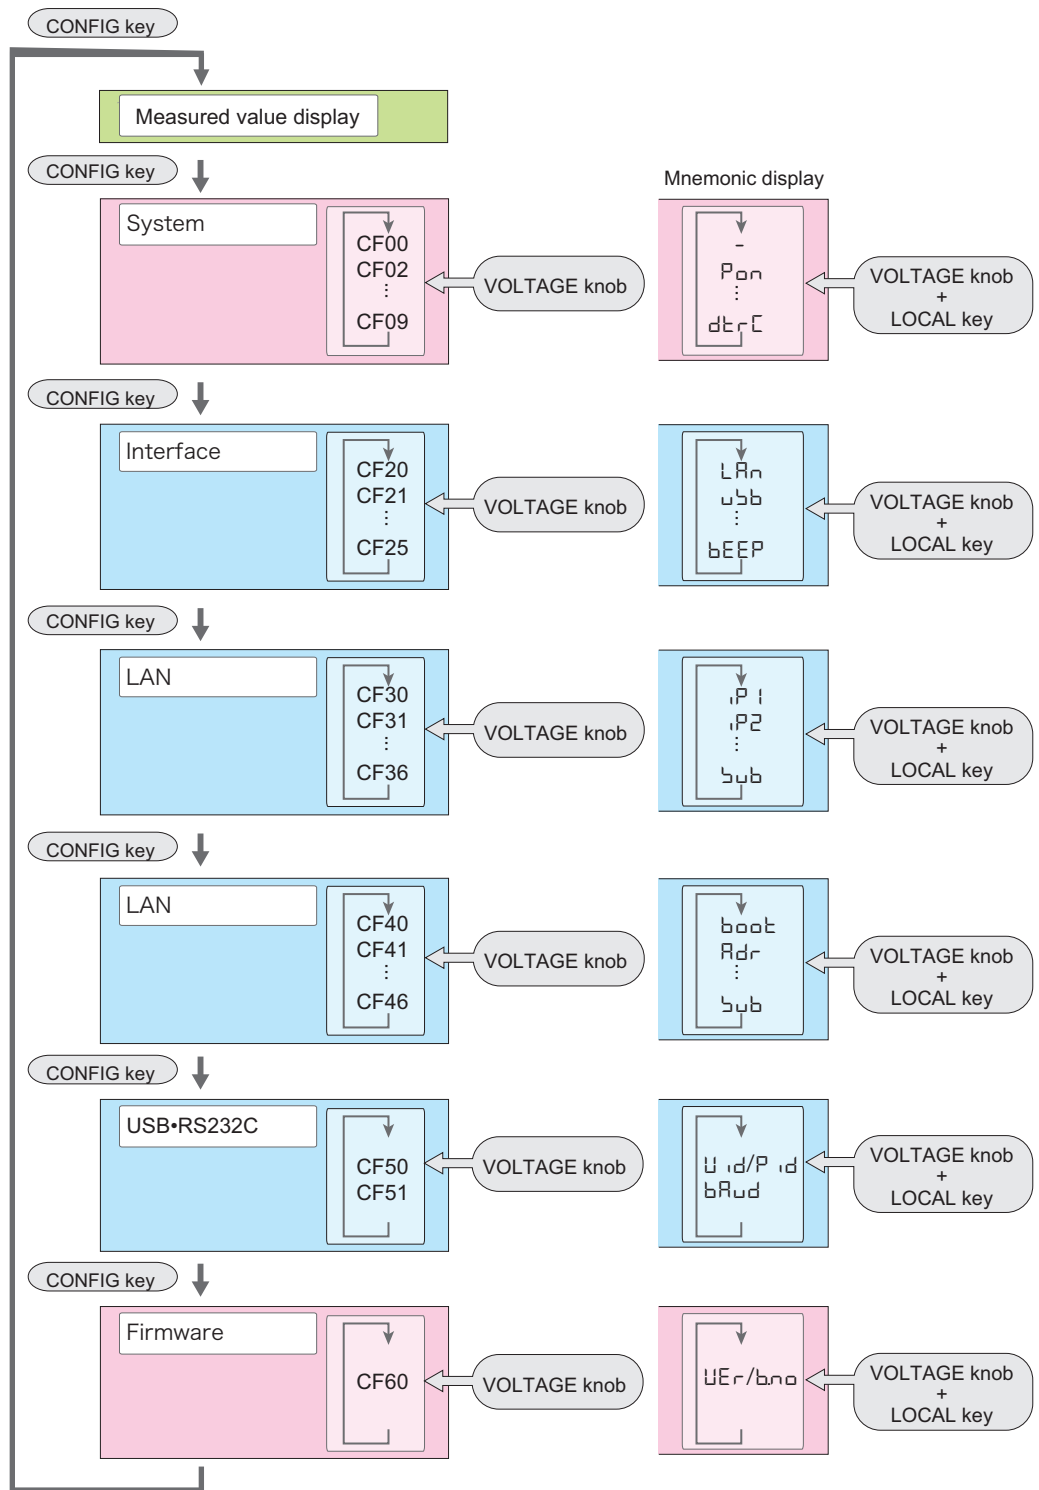 CONFIG key
Measured value display
CONFIG key
Mnemonic display
System
CF00
CF02
⋮
CF09
VOLTAGE knob
-
Pon
⋮
dtrC
VOLTAGE knob
+
LOCAL key
CONFIG key
Interface
CF20
CF21
⋮
CF25
VOLTAGE knob
LAn
uSb
⋮
bEEP
VOLTAGE knob
+
LOCAL key
CONFIG key
LAN
CF30
CF31
⋮
CF36
VOLTAGE knob
iP1
iP2
⋮
Sub
VOLTAGE knob
+
LOCAL key
CONFIG key
LAN
CF40
CF41
⋮
CF46
VOLTAGE knob
boot
Adr
⋮
Sub
VOLTAGE knob
+
LOCAL key
CONFIG key
USB•RS232C
CF50
CF51
VOLTAGE knob
Uid/Pid
bAud
VOLTAGE knob
+
LOCAL key
CONFIG key
Firmware
CF60
VOLTAGE knob
UEr/b.no
VOLTAGE knob
+
LOCAL key